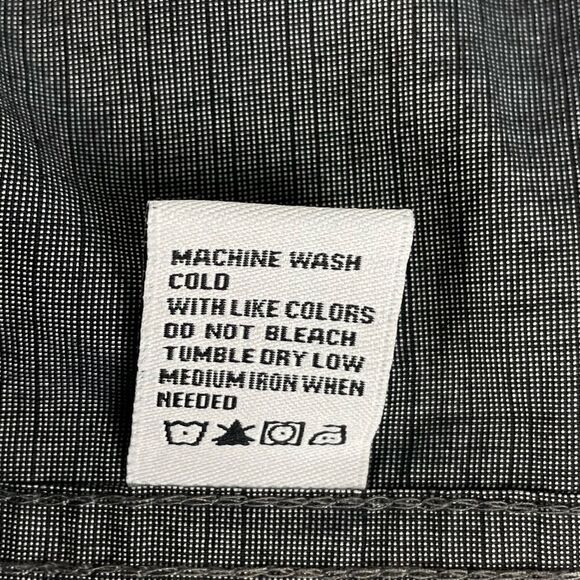 MACHINE WASH
COLD
WITH LIKE COLORS
DO NOT BLEACH
TUMBLE DRY LOW
MEDIUM IRON WHEN
NEEDED